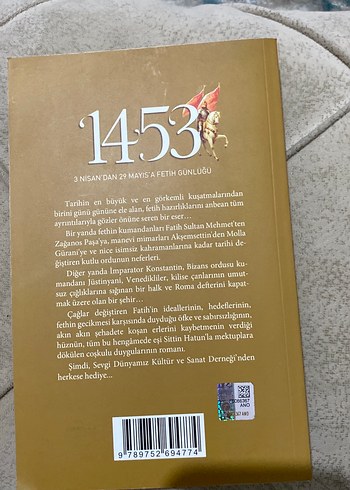 1453
3 NİSAN'DAN 29 MAYIS'A FETİH GÜNLÜĞÜ
Tarihin en büyük ve en görkemli kuşatmalarından
birini günü gününe ele alan, fetih hazırlıklarını anbean tüm
ayrıntılarıyla gözler önüne seren bir eser...
Bir yanda fethin kumandanları Fatih Sultan Mehmet'ten
Zağanos Paşa'ya, manevi mimarları Akşemsettin'den Molla
Gürani'ye ve nice isimsiz kahramanlarına kadar tarihi de-
ğiştiren kutlu ordunun neferleri.
Diğer yanda İmparator Konstantin, Bizans ordusu ku-
mandanı Jüstinyani, Venedikliler, kilise çanlarının umut-
suz çığlıklarına sığınan bir halk ve Roma defterini kapat-
mak üzere olan bir şehir...
Çağlar değiştiren Fatih'in ideallerinin, hedeflerinin,
fethin gecikmesi karşısında duyduğu öfke ve sabırsızlığın,
akın akın şehadete koşan erlerini kaybetmenin verdiği
hüznün, tüm bu hengâmede eşi Sittin Hatun'la mektuplara
dökülen coşkulu duygularının romanı.
Şimdi, Sevgi Dünyamız Kültür ve Sanat Derneği'nden
herkese hediye...
9 789752 694774